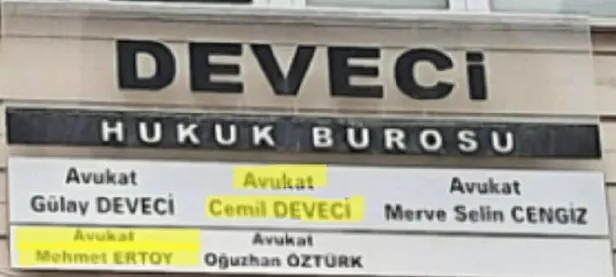 DEVECİ
HUKUK BÜROSU
Avukat Avukat Avukat
Gülay DEVECİ Cemil DEVECİ Merve Selin CENGİZ
Avukat Avukat
Mehmet ERTOY Oğuzhan ÖZTÜRK